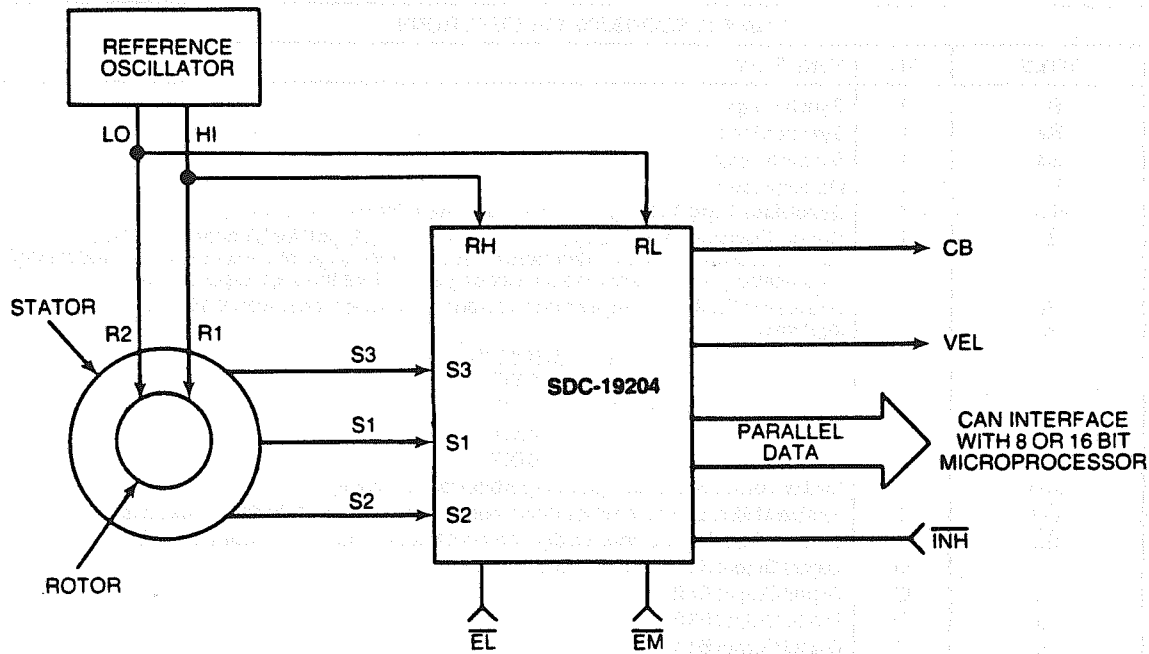 REFERENCE
OSCILLATOR
LO
HI
RH
RL
CB
STATOR
R2
R1
VEL
S3
S3
SDC-19204
S1
S1
PARALLEL
DATA
CAN INTERFACE
WITH 8 OR 16 BIT
MICROPROCESSOR
S2
S2
INH
ROTOR
EL
EM